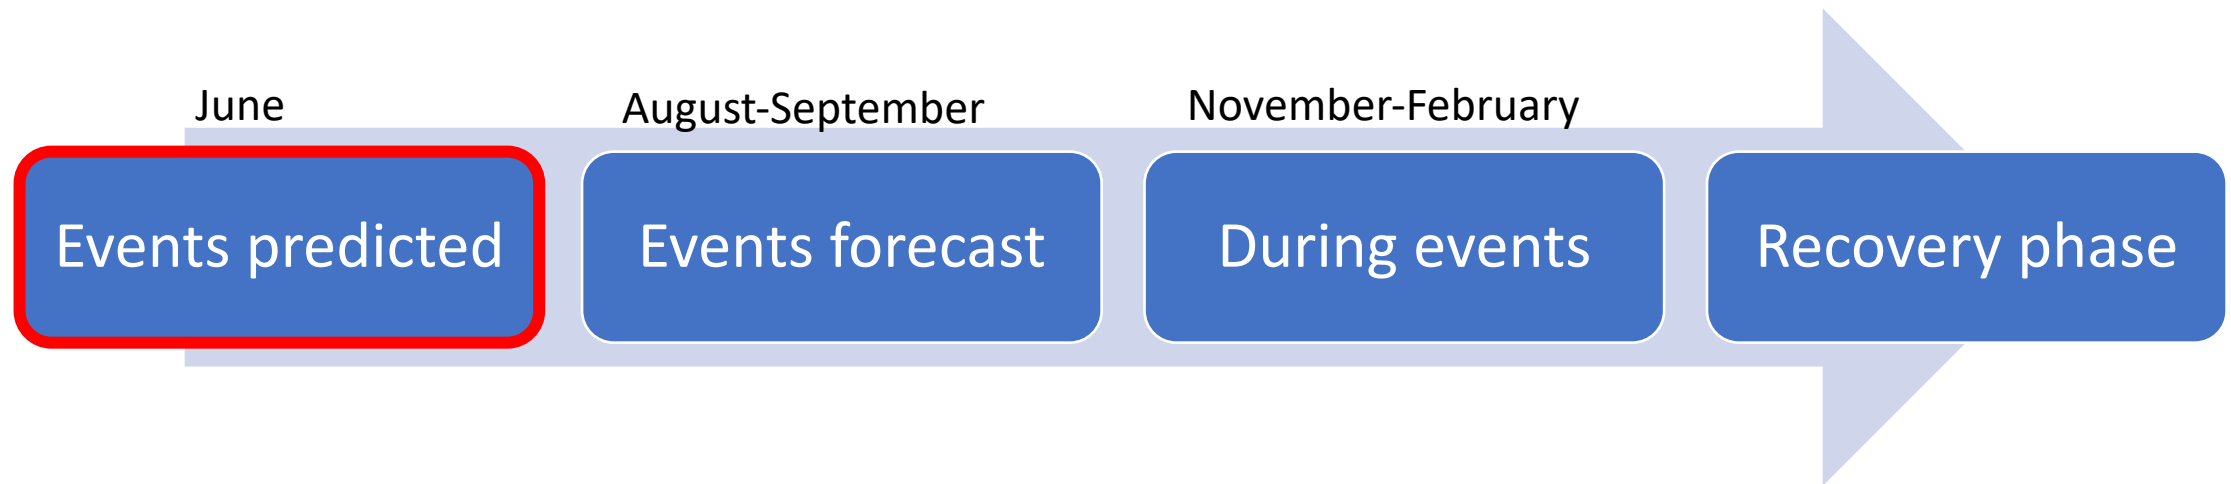 June
August-September
November-February
Events predicted
Events forecast
During events
Recovery phase